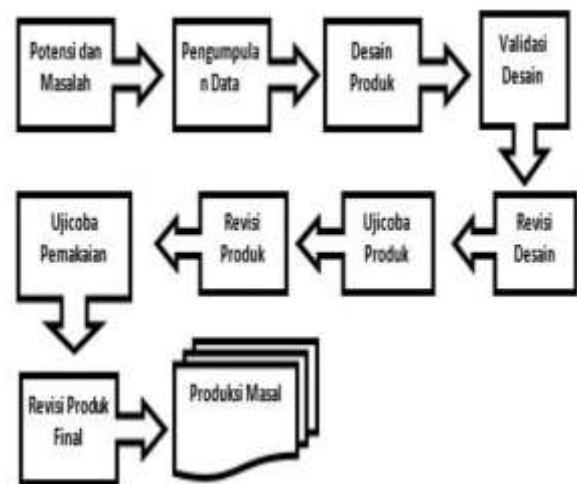 Potensi dan
Masalah
Pengumpula
n Data
Desain
Produk
Validasi
Desain
Revisi
Desain
Ujicoba
Produk
Revisi
Produk
Ujicoba
Pemakaian
Revisi Produk
Final
Produksi Masal